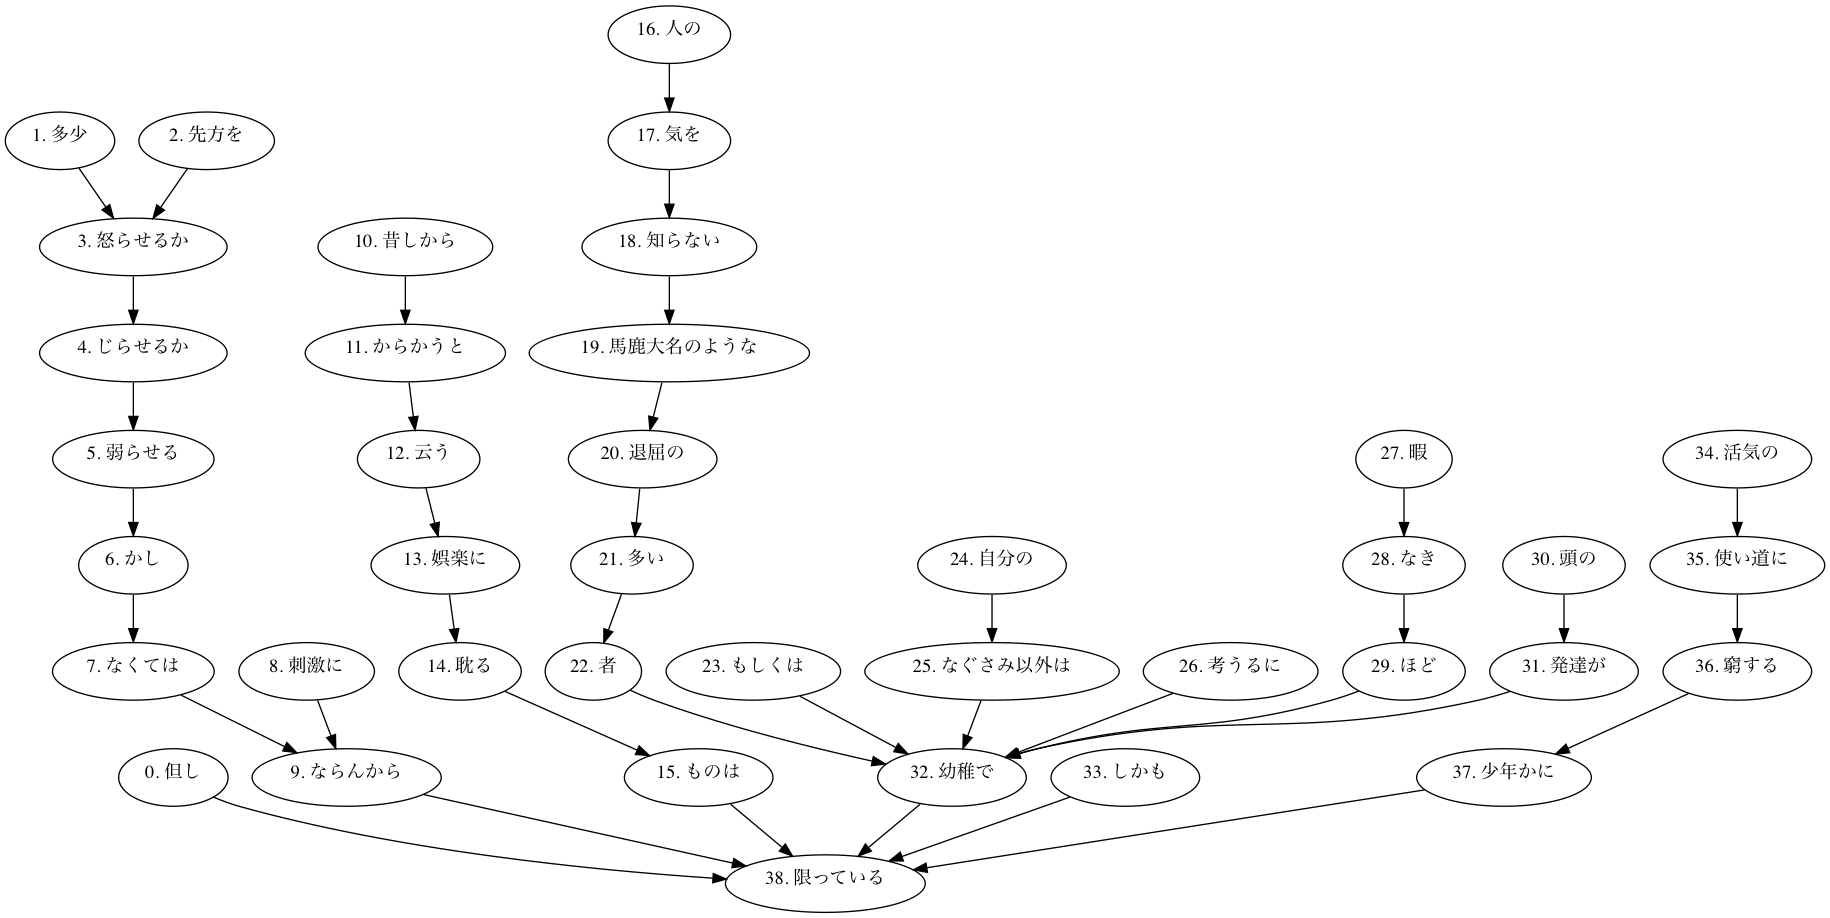 16. 人の
1. 多少
2. 先方を
17. 気を
3. 怒らせるか
10. 昔しから
18. 知らない
4. じらせるか
11. からかうと
19. 馬鹿大名のような
5. 弱らせる
12. 云う
20. 退屈の
27. 暇
34. 活気の
6. かし
13. 娯楽に
21. 多い
24. 自分の
28. なき
30. 頭の
35. 使い道に
7. なくては
8. 刺激に
14. 耽る
22. 者
23. もしくは
25. なぐさみ以外は
26. 考うるに
29. ほど
31. 発達が
36. 窮する
0. 但し
9. ならんから
15. ものは
32. 幼稚で
33. しかも
37. 少年かに
38. 限っている